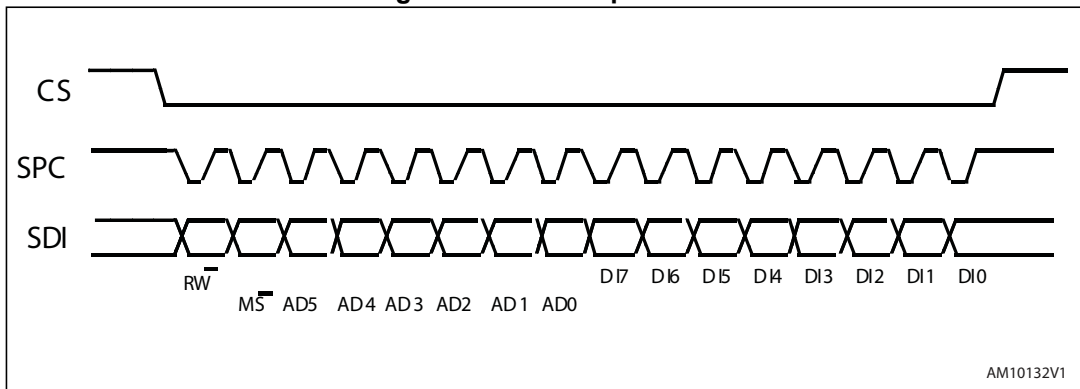 CS
SPC
SDI
RW
DI7 DI6 DI5 DI4 DI3 DI2 DI1 DI0
MS AD5 AD4 AD3 AD2 AD1 AD0
AM10132V1